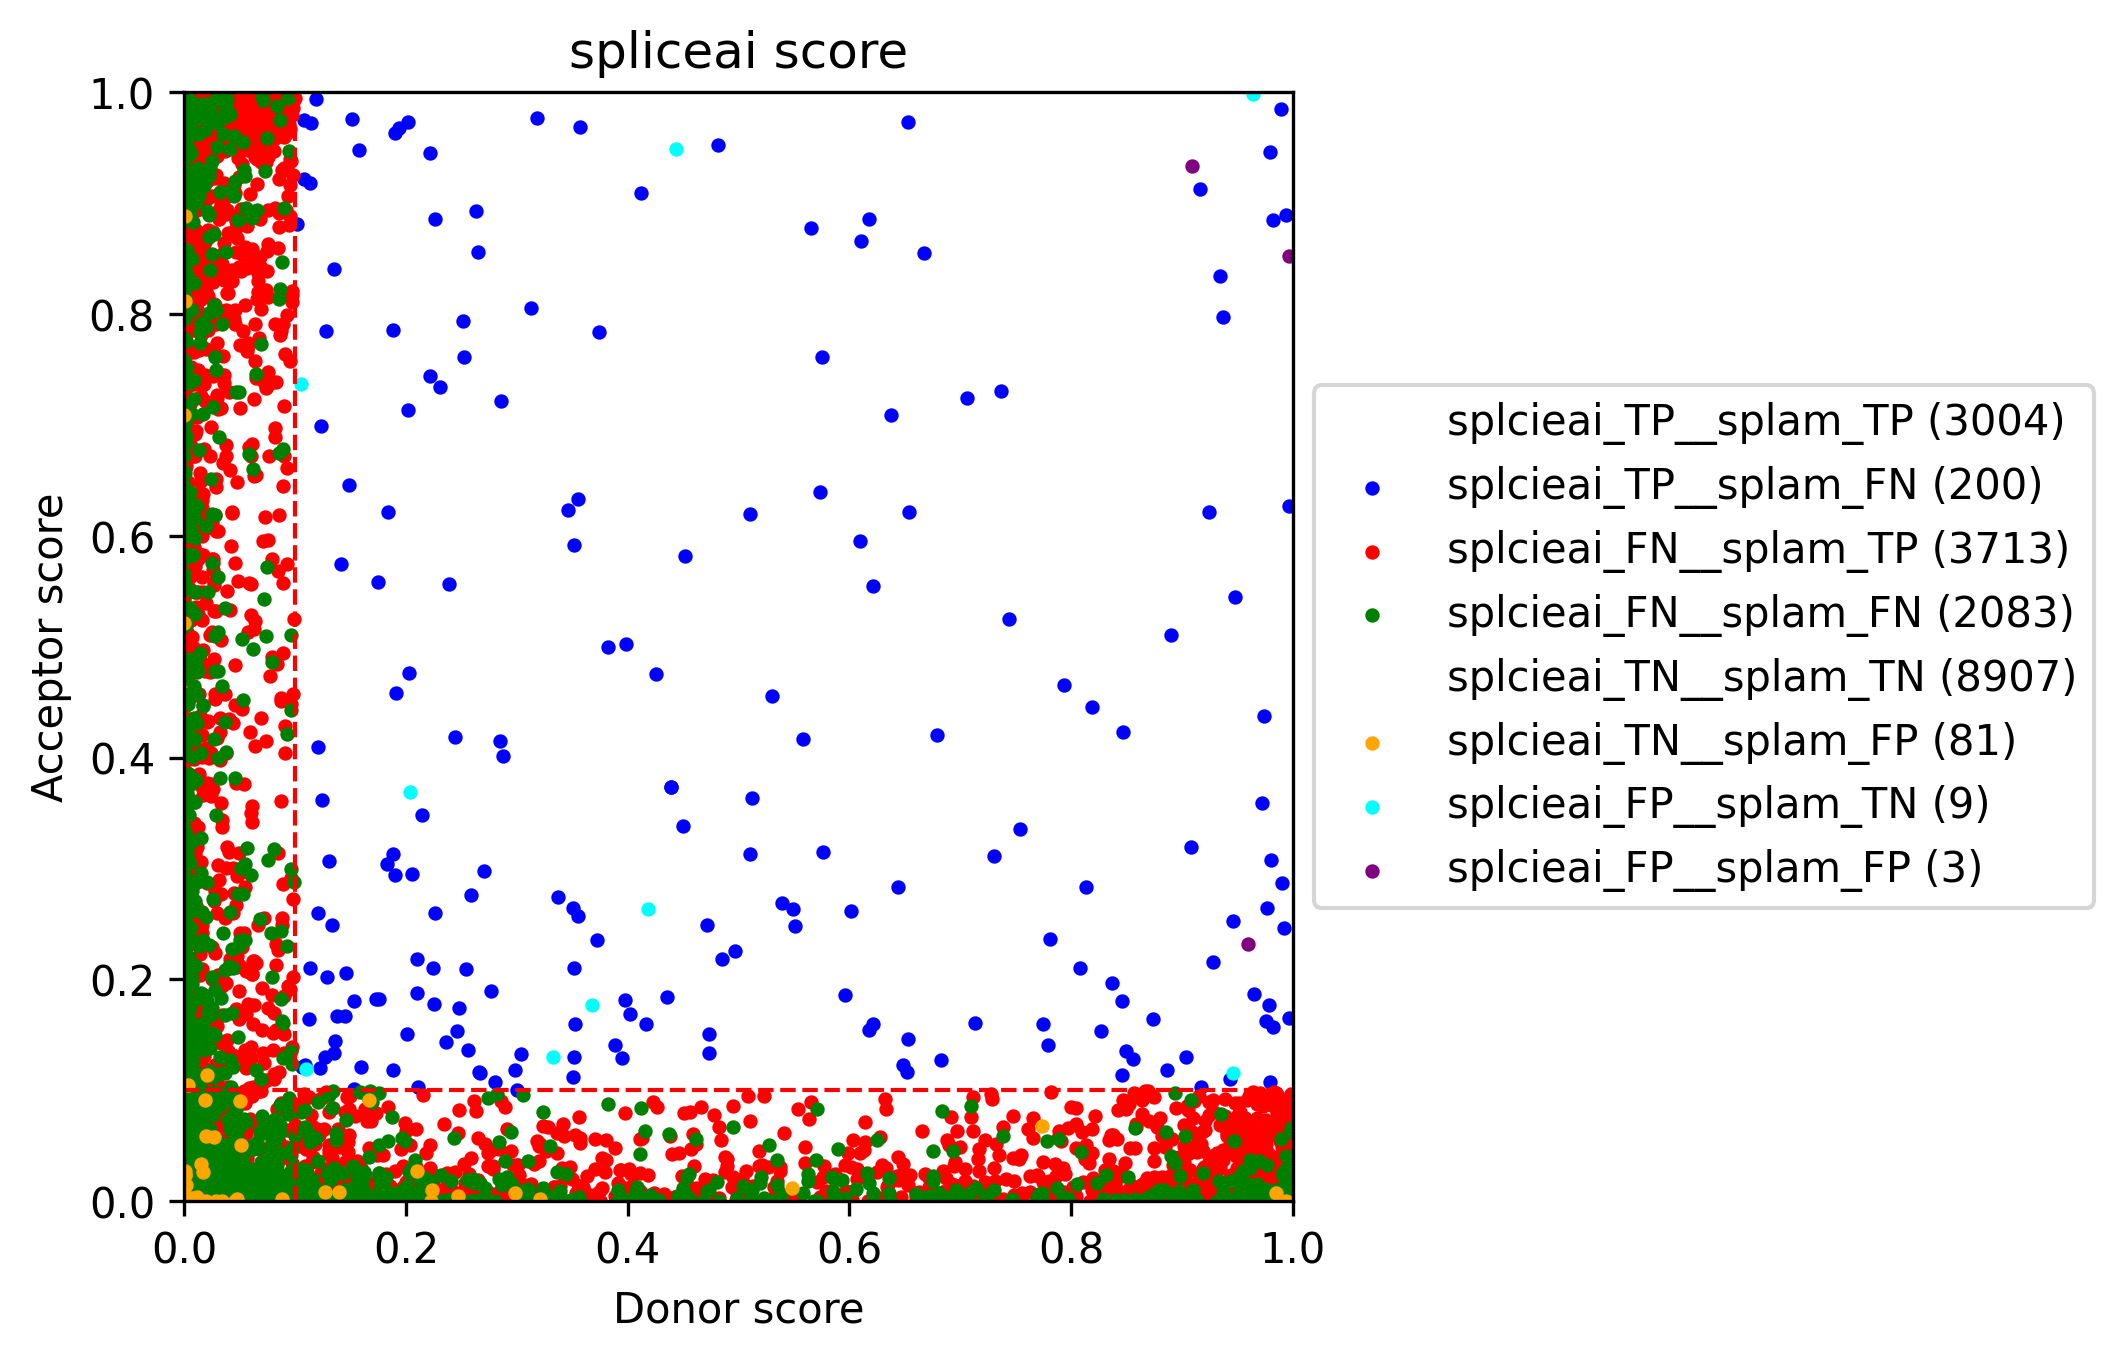 spliceai score
1.0
0.8
0.6
0.4
0.2
0.0
Acceptor score
0.0 0.2 0.4 0.6 0.8 1.0
Donor score
splcieai_TP__splam_TP (3004)
splcieai_TP__splam_FN (200)
splcieai_FN__splam_TP (3713)
splcieai_FN__splam_FN (2083)
splcieai_TN__splam_TN (8907)
splcieai_TN__splam_FP (81)
splcieai_FP__splam_TN (9)
splcieai_FP__splam_FP (3)